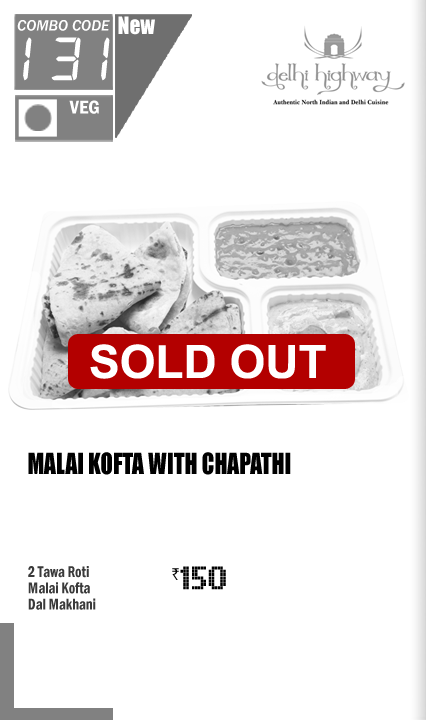 COMBO CODE
New
131
VEG
delhi highway
Authentic North Indian and Delhi Cuisine
SOLD OUT
MALAI KOFTA WITH CHAPATHI
2 Tawa Roti
Malai Kofta
Dal Makhani
₹150